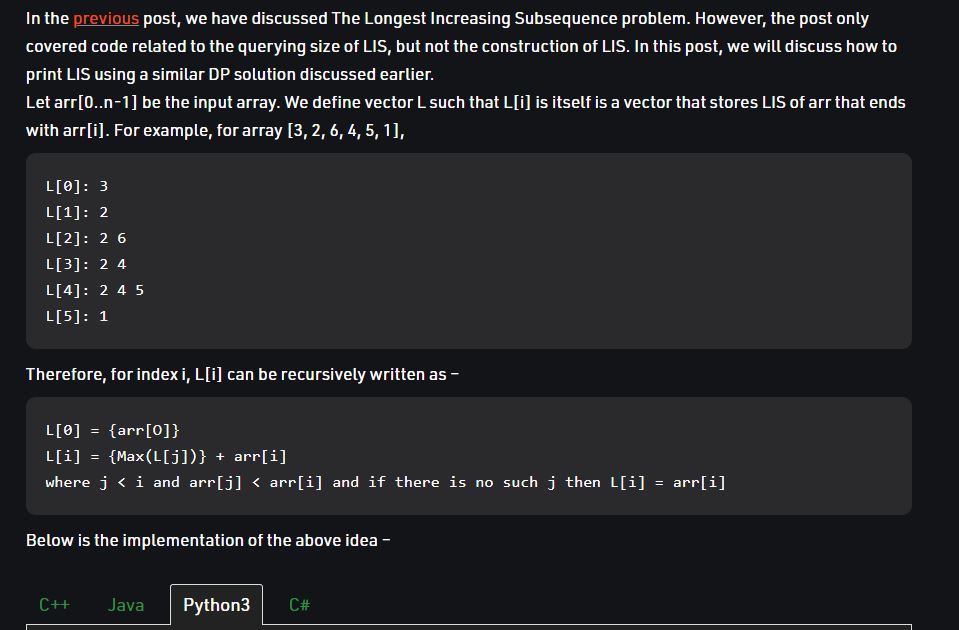 In the previous post, we have discussed The Longest Increasing Subsequence problem. However, the post only
covered code related to the querying size of LIS, but not the construction of LIS. In this post, we will discuss how to
print LIS using a similar DP solution discussed earlier.
Let arr[0..n-1] be the input array. We define vector L such that L[i] is itself is a vector that stores LIS of arr that ends
with arr[i]. For example, for array [3, 2, 6, 4, 5, 1],
L[0]: 3
L[1]: 2
L[2]: 2 6
L[3]: 2 4
L[4]: 2 4 5
L[5]: 1
Therefore, for index i, L[i] can be recursively written as –
L[0] = {arr[O]}
L[i] = {Max(L[j])} + arr[i]
where j < i and arr[j] < arr[i] and if there is no such j then L[i] = arr[i]
Below is the implementation of the above idea –
C++ Java Python3 C#